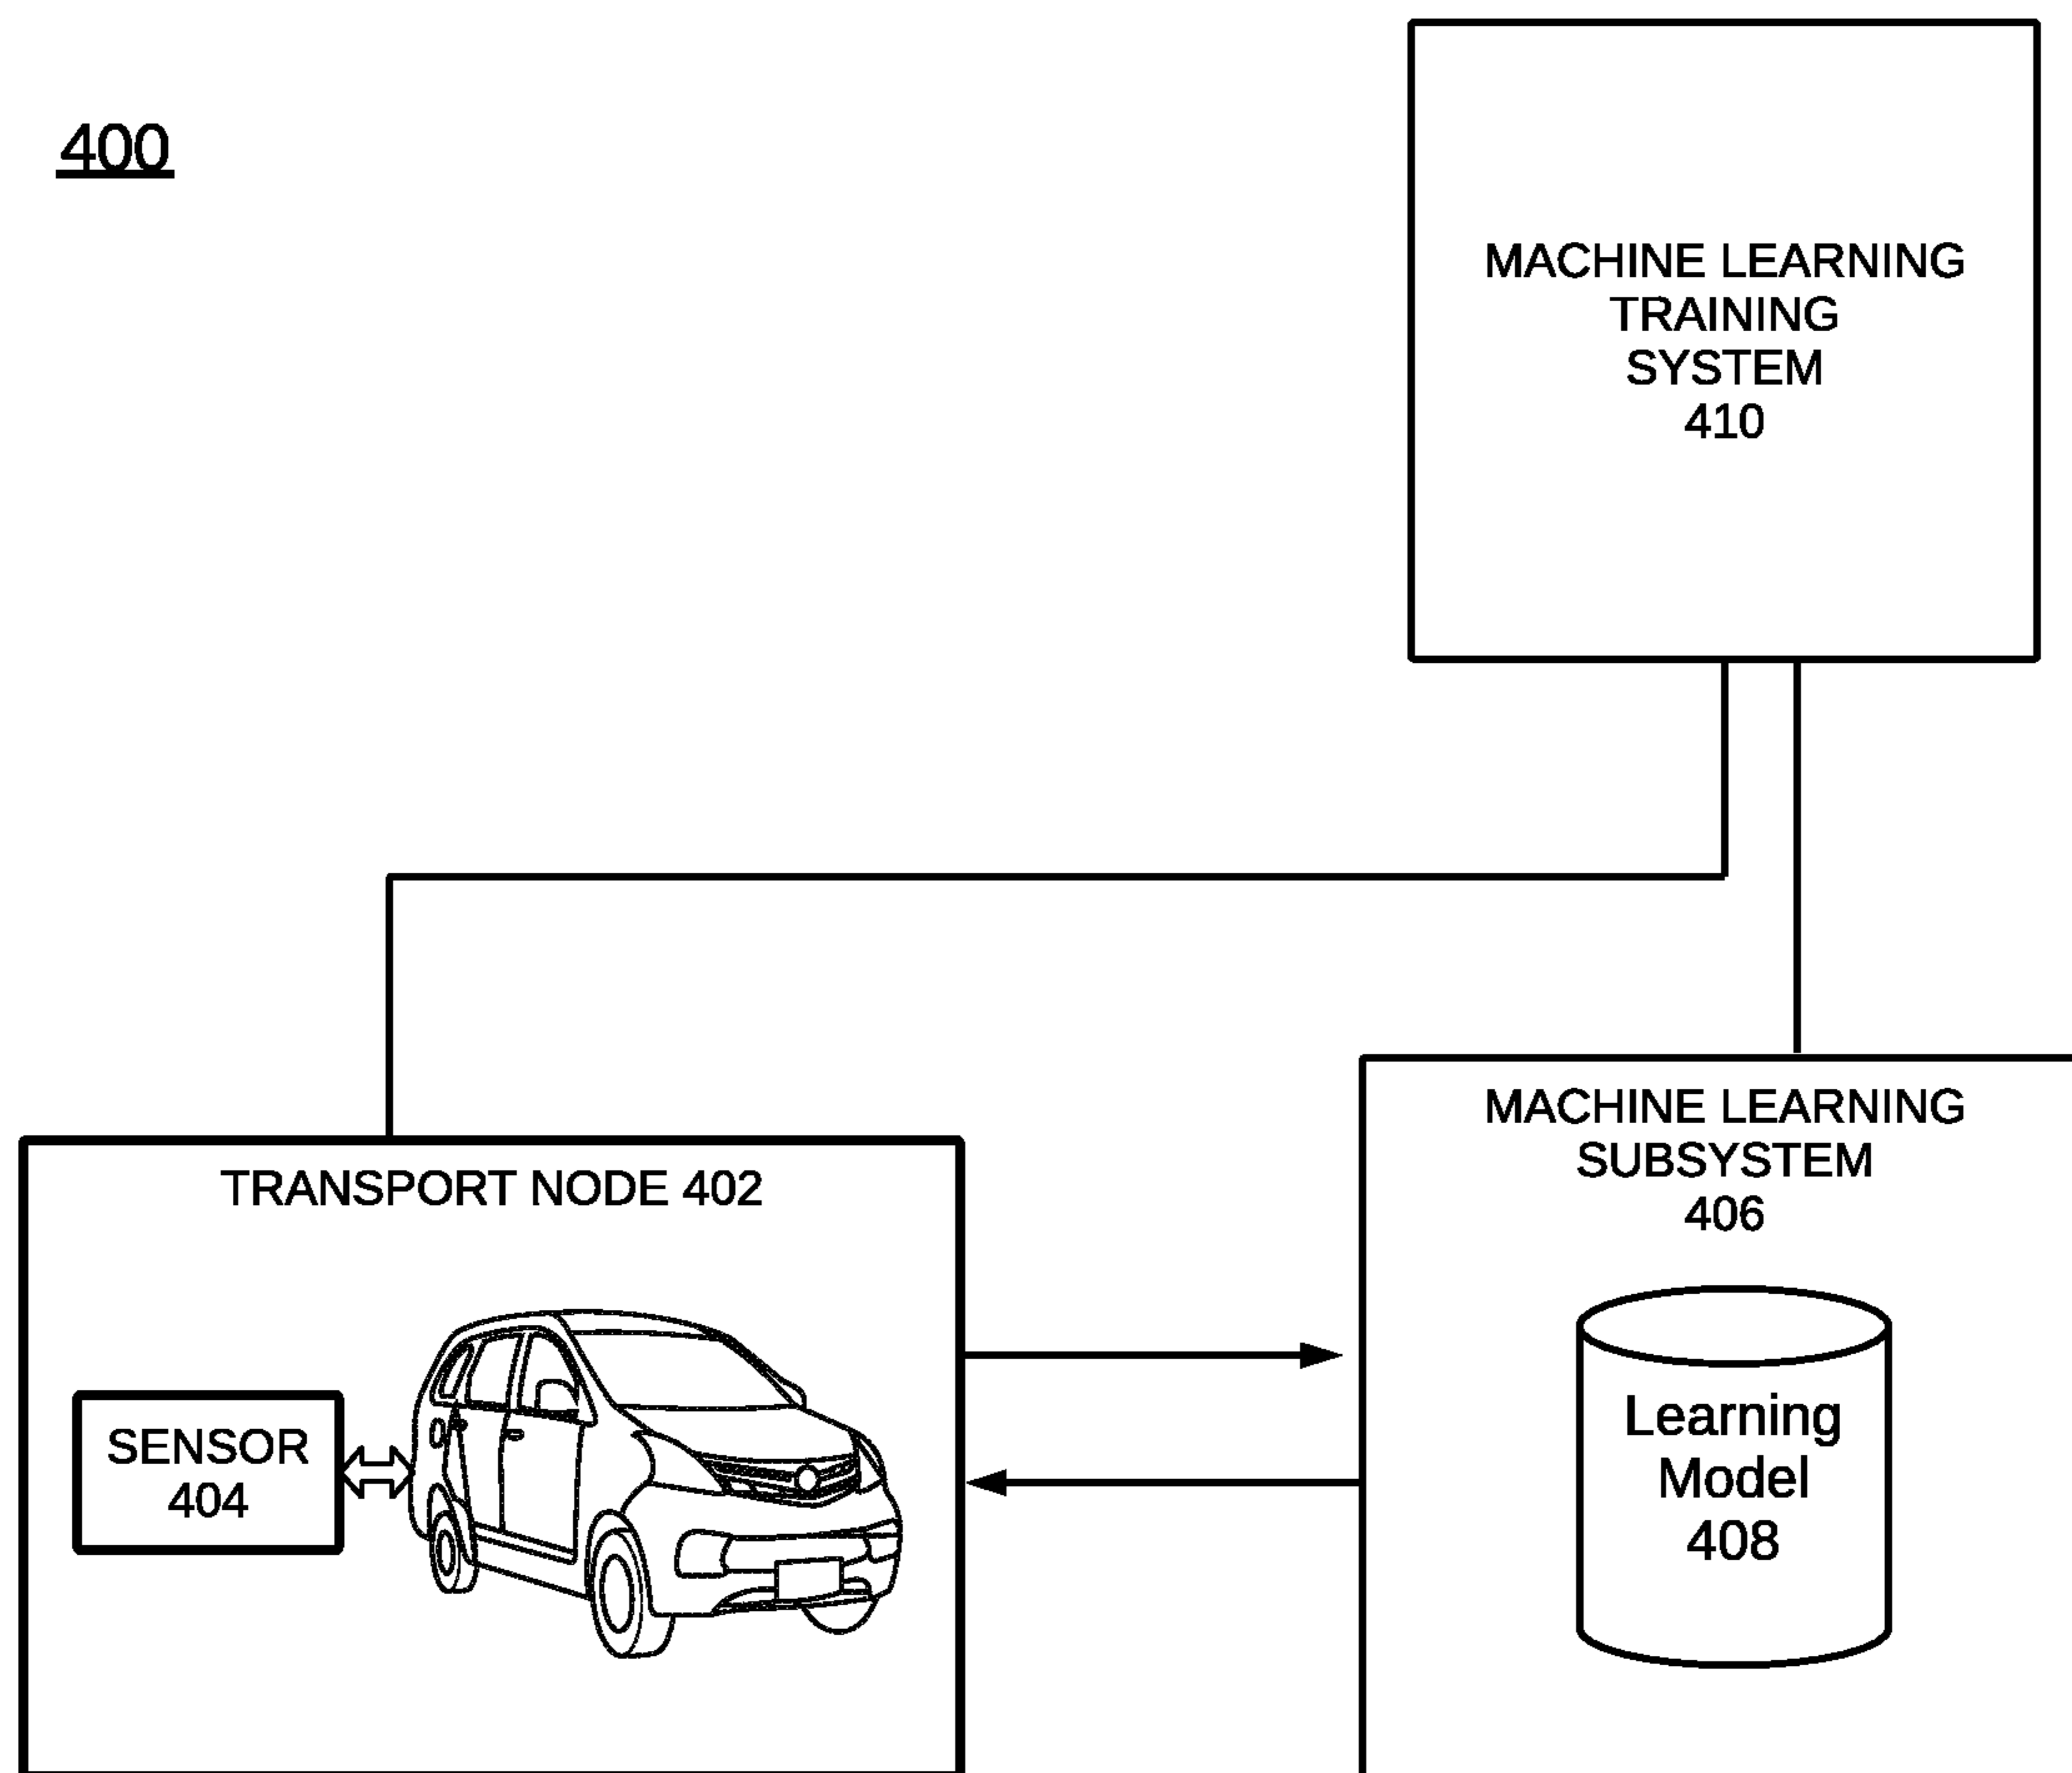 400
MACHINE LEARNING
TRAINING
SYSTEM
410
TRANSPORT NODE 402
SENSOR
404
MACHINE LEARNING
SUBSYSTEM
406
Learning
Model
408